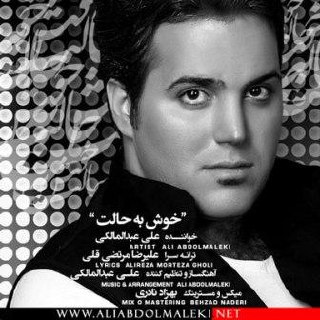 "خوش به حالت"
خواننده علی عبدالمالکی
ARTIST ALI ABDOLMALEKI
ترانه سرا علیرضا مرتضی قلی
LYRICS ALIREZA MORTEZA GHOLI
آهنگساز و تنظیم کننده علی عبدالمالکی
MUSIC & ARRANGEMENT ALI ABDOLMALEKI
میکس و مسترینگ بهزاد نادری
MIX & MASTERING BEHZAD NADERI
WWW.ALIABDOLMALEKI.NET